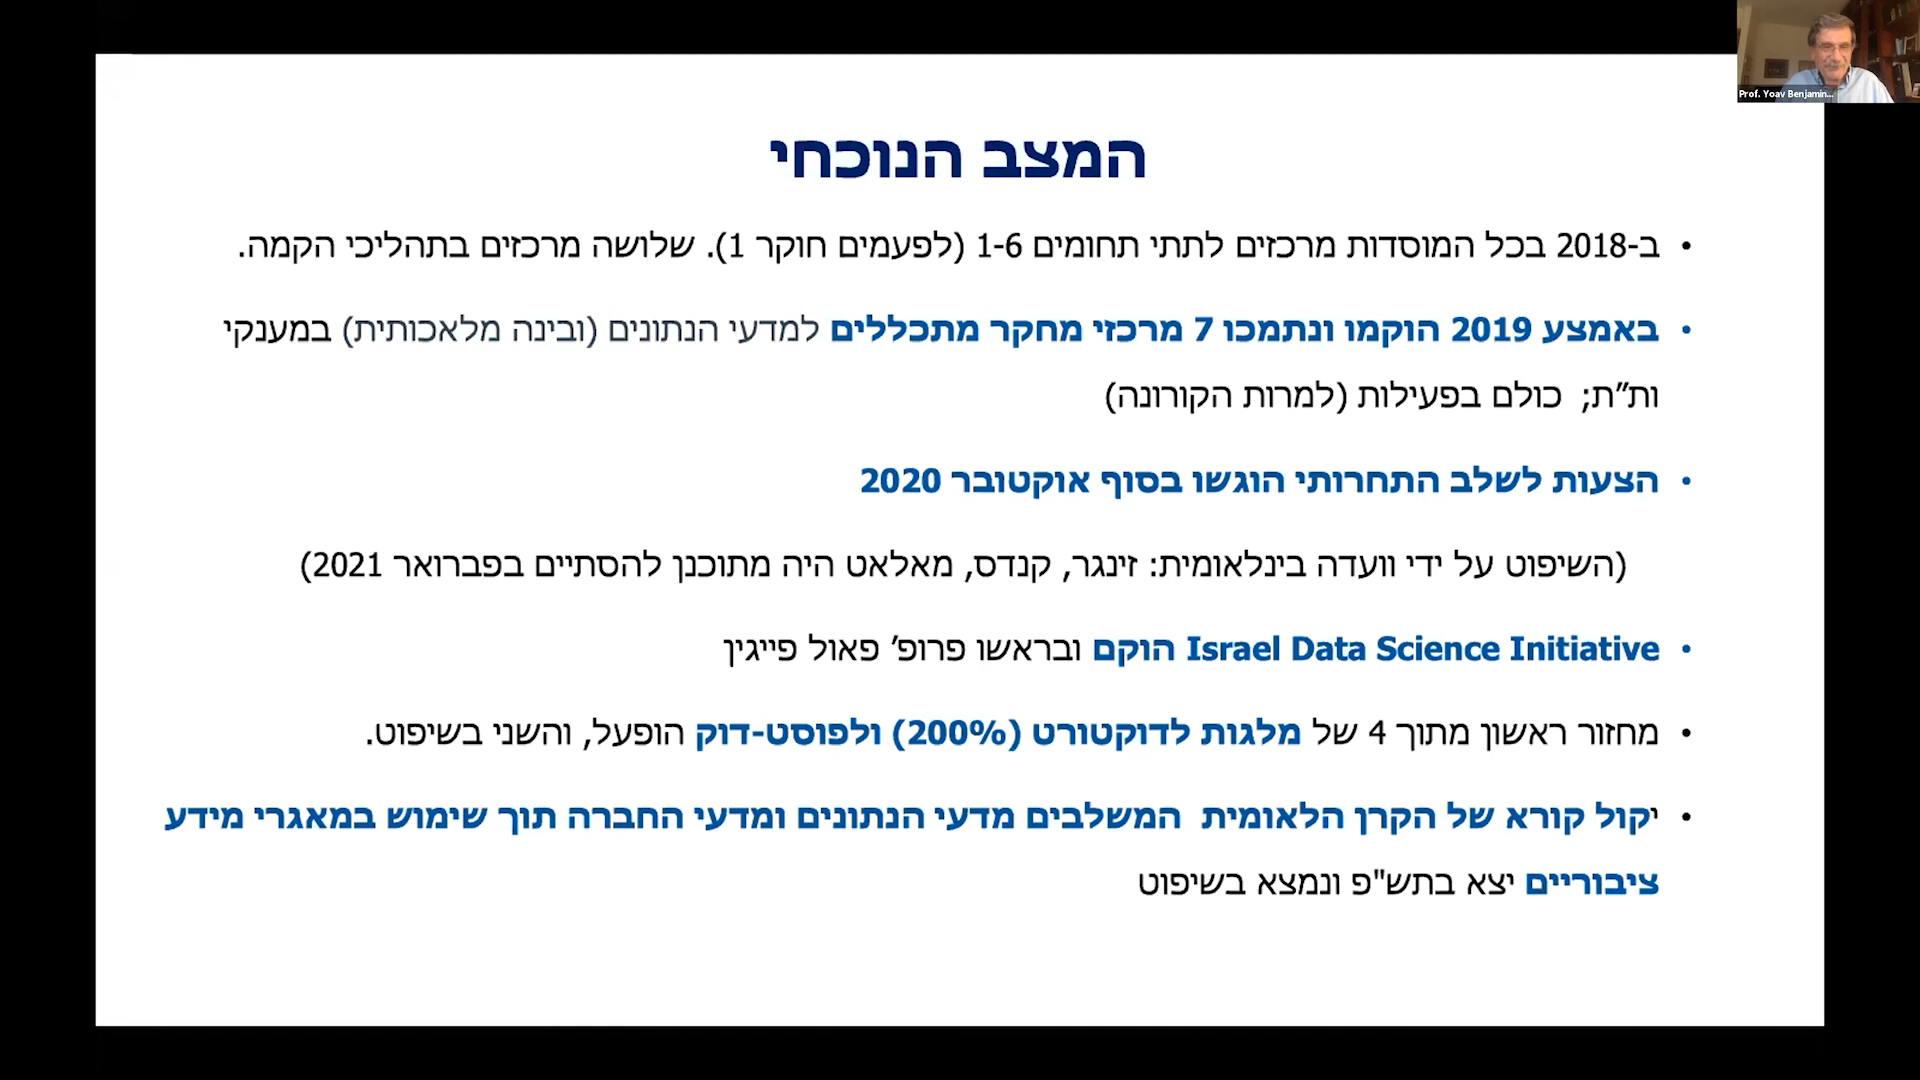 Prof. Yoav Benjamin...
המצב הנוכחי
• ב-2018 בכל המוסדות מרכזים לתתי תחומים 1-6 (לפעמים חוקר 1). שלושה מרכזים בתהליכי הקמה.
• באמצע 2019 הוקמו ונתמכו 7 מרכזי מחקר מתכללים למדעי הנתונים (ובינה מלאכותית) במענקי
ות”ת; כולם בפעילות (למרות הקורונה)
• הצעות לשלב התחרותי הוגשו בסוף אוקטובר 2020
(השיפוט על ידי וועדה בינלאומית: זינגר, קנדס, מאלאט היה מתוכנן להסתיים בפברואר 2021)
• Israel Data Science Initiative הוקם ובראשו פרופ’ פאול פייגין
• מחזור ראשון מתוך 4 של מלגות לדוקטורט (200%) ולפוסט-דוק הופעל, והשני בשיפוט.
• יקול קורא של הקרן הלאומית המשלבים מדעי הנתונים ומדעי החברה תוך שימוש במאגרי מידע
ציבוריים יצא בתש"פ ונמצא בשיפוט